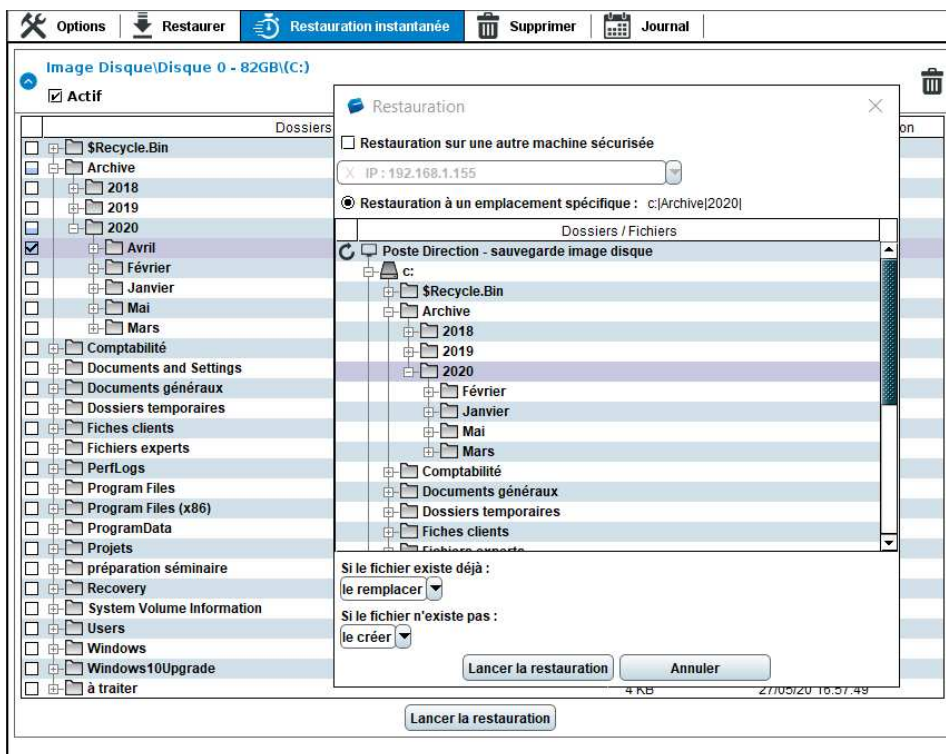 Options Restaurer Restauration instantanée Supprimer Journal
Image Disque\Disque 0 - 82GB\(C:)
Actif
Dossiers
on
$Recycle.Bin
Archive
2018
2019
2020
Avril
Février
Janvier
Mai
Mars
Comptabilité
Documents and Settings
Documents généraux
Dossiers temporaires
Fiches clients
Fichiers experts
PerfLogs
Program Files
Program Files (x86)
ProgramData
Projets
préparation séminaire
Recovery
System Volume Information
Users
Windows
Windows10Upgrade
à traiter 4 KB 27/05/20 16:57:49
Lancer la restauration
Restauration
Restauration sur une autre machine sécurisée
X IP : 192.168.1.155
Restauration à un emplacement spécifique : c:|Archive|2020|
Dossiers / Fichiers
Poste Direction - sauvegarde image disque
c:
$Recycle.Bin
Archive
2018
2019
2020
Février
Janvier
Mai
Mars
Comptabilité
Documents généraux
Dossiers temporaires
Fiches clients
Fichiers experts
Si le fichier existe déjà :
le remplacer
Si le fichier n'existe pas :
le créer
Lancer la restauration Annuler